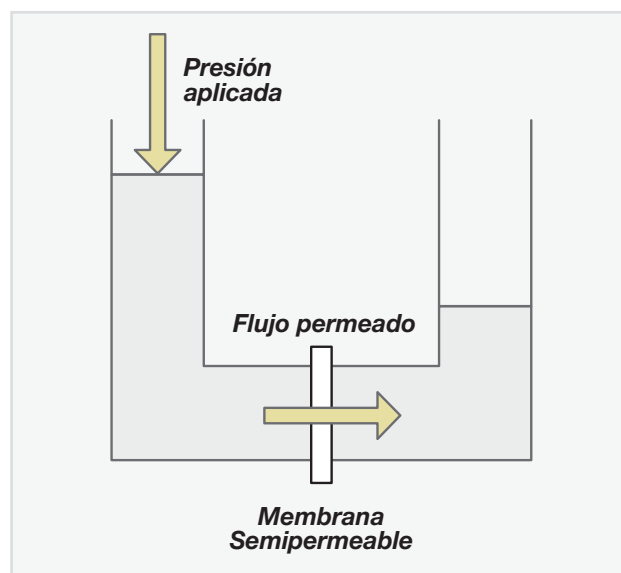 Presión
aplicada
Flujo permeado
Membrana
Semipermeable